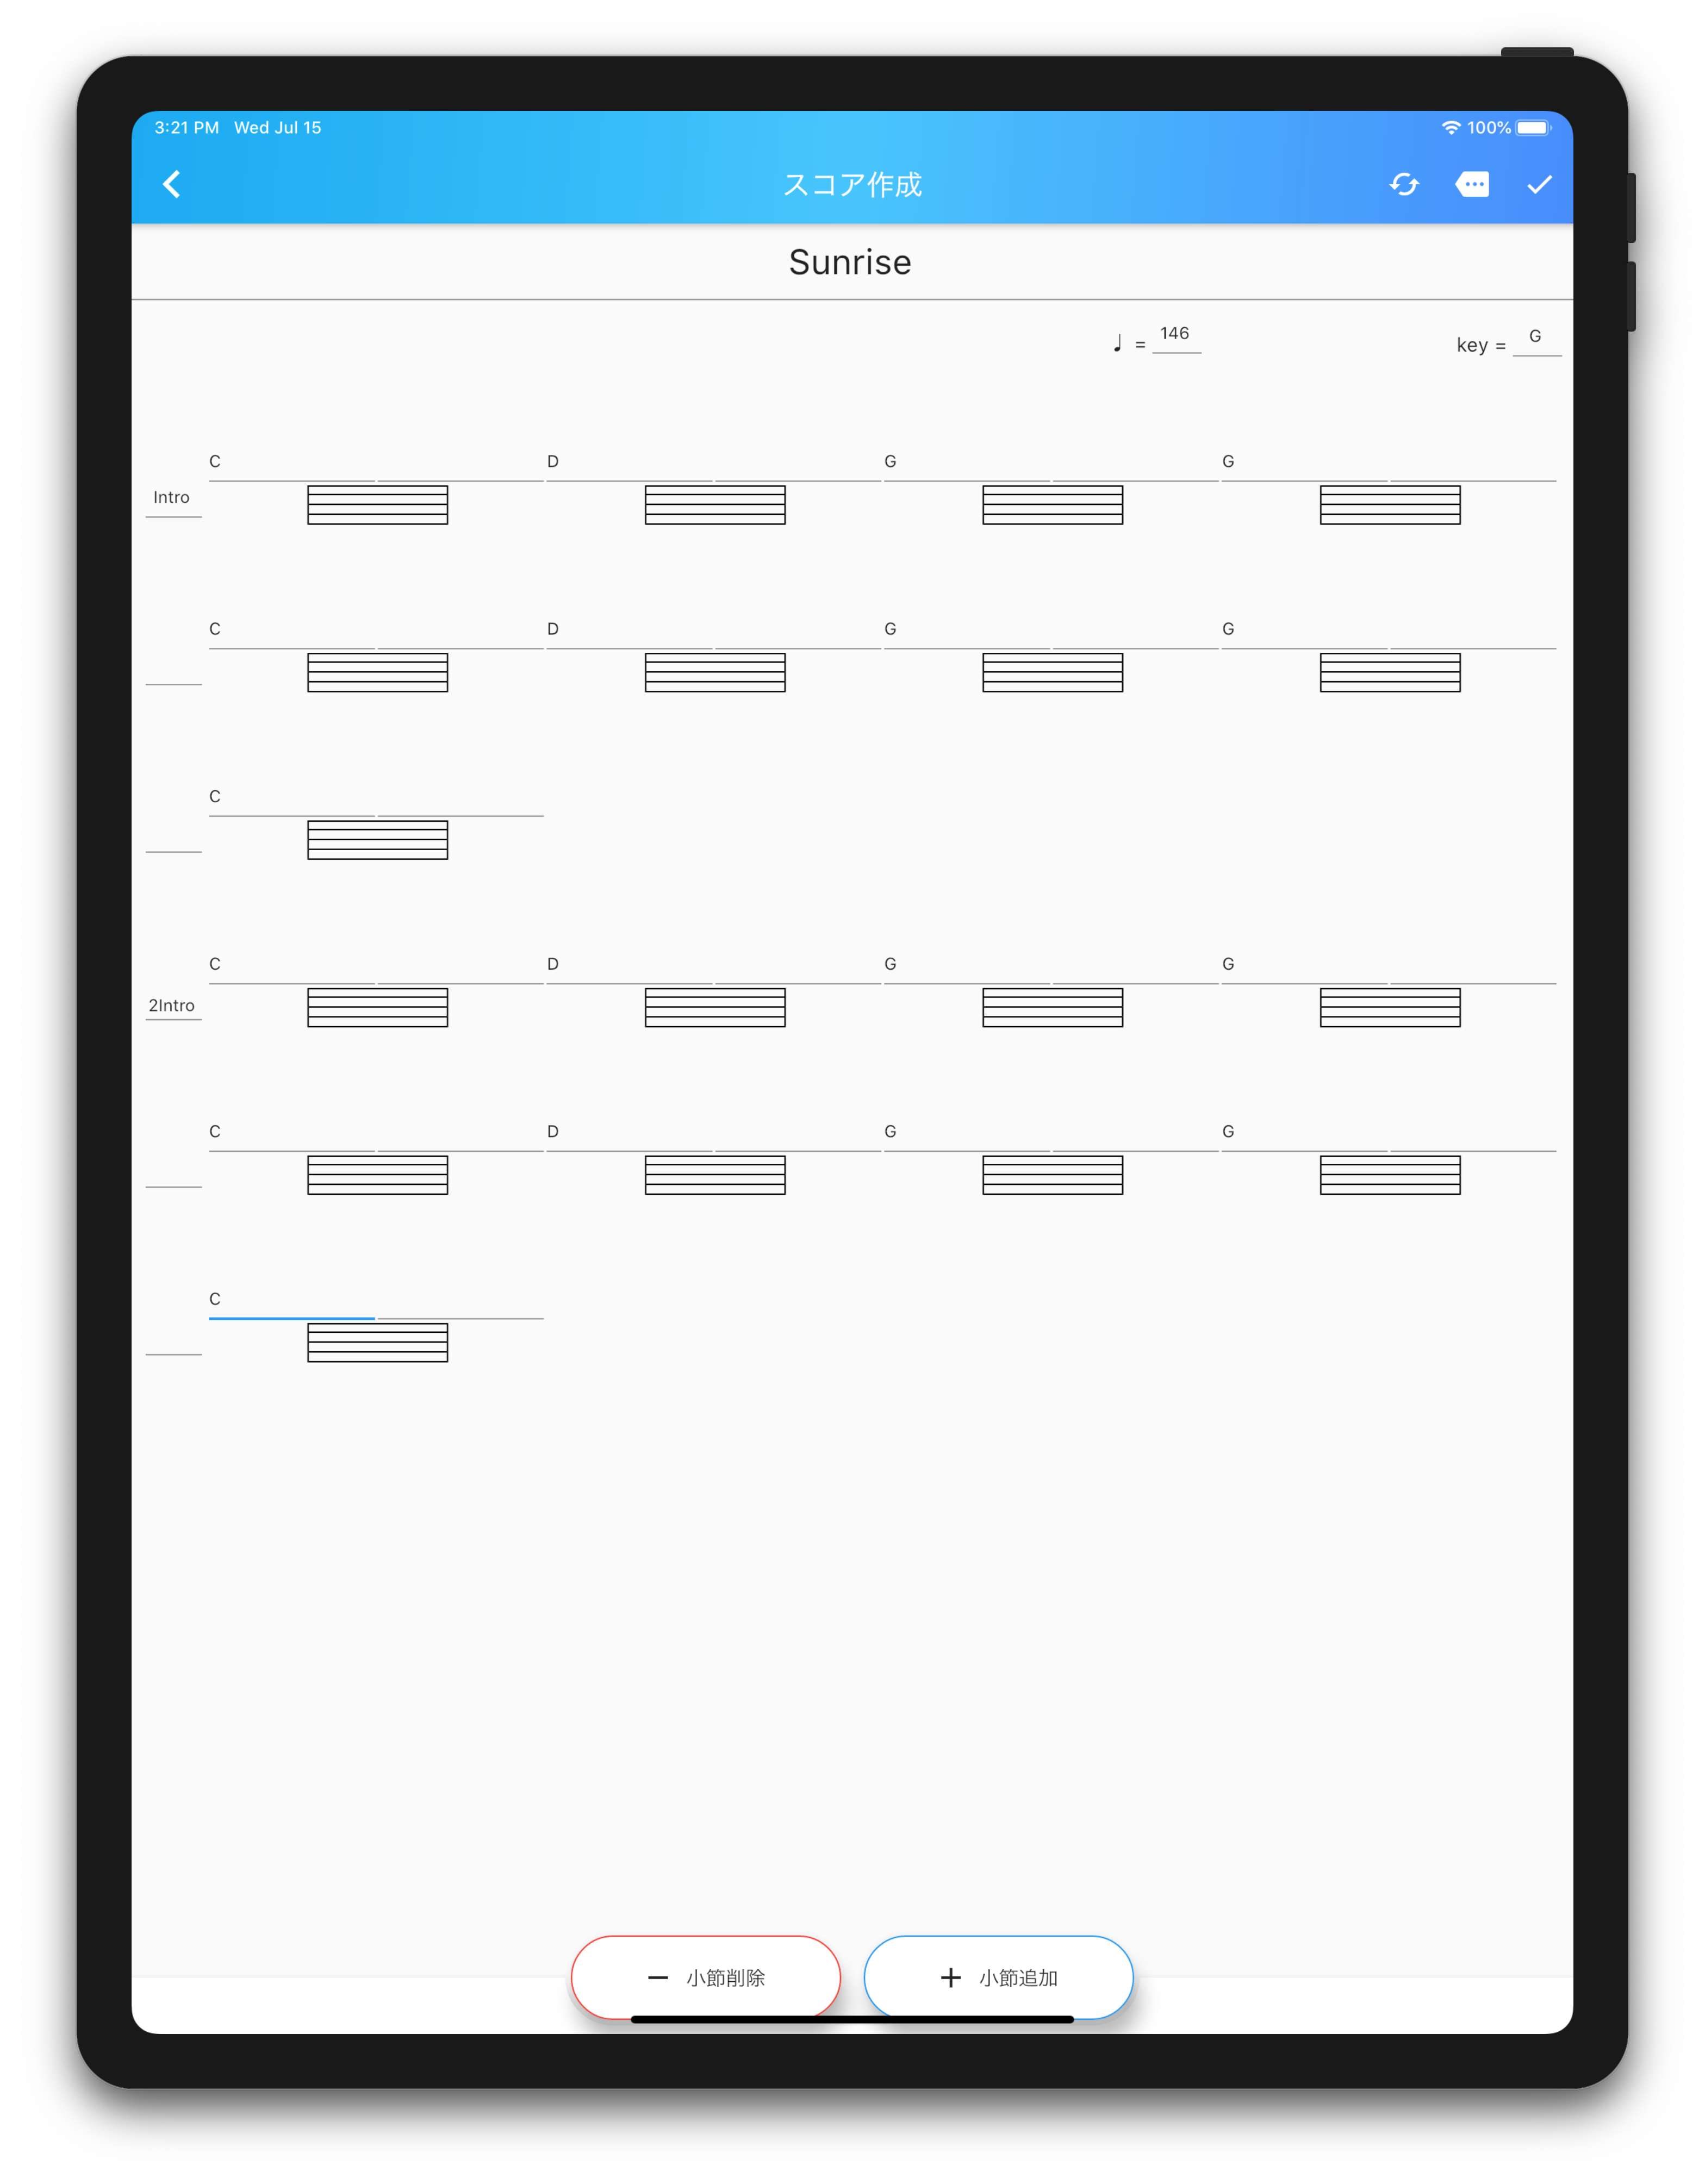 3:21 PM Wed Jul 15 100%
スコア作成
Sunrise
♩ = 146 key = G
C D G G
Intro
C D G G
C
C D G G
2Intro
C D G G
C
− 小節削除 + 小節追加